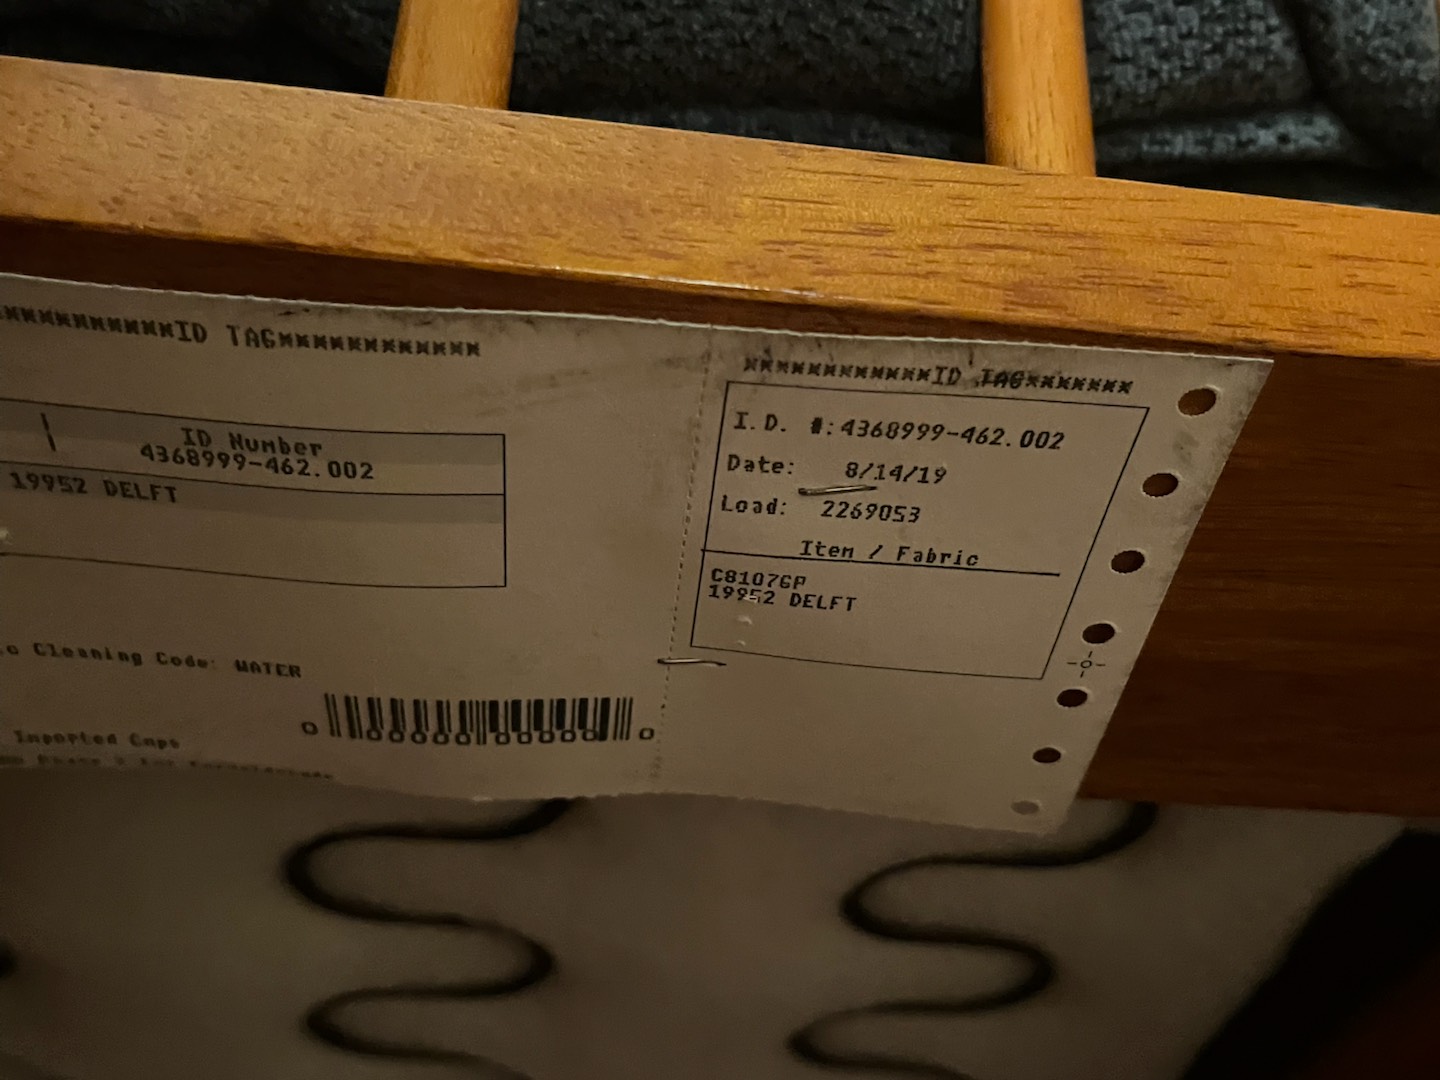 ***********ID TAG*************
ID Number
4368999-462.002
19952 DELFT
Cleaning Code: WATER
Imported Caps
************ID TAG*******
I.D. #:4368999-462.002
Date: 8/14/19
Load: 2269053
Item / Fabric
C8107GP
19952 DELFT